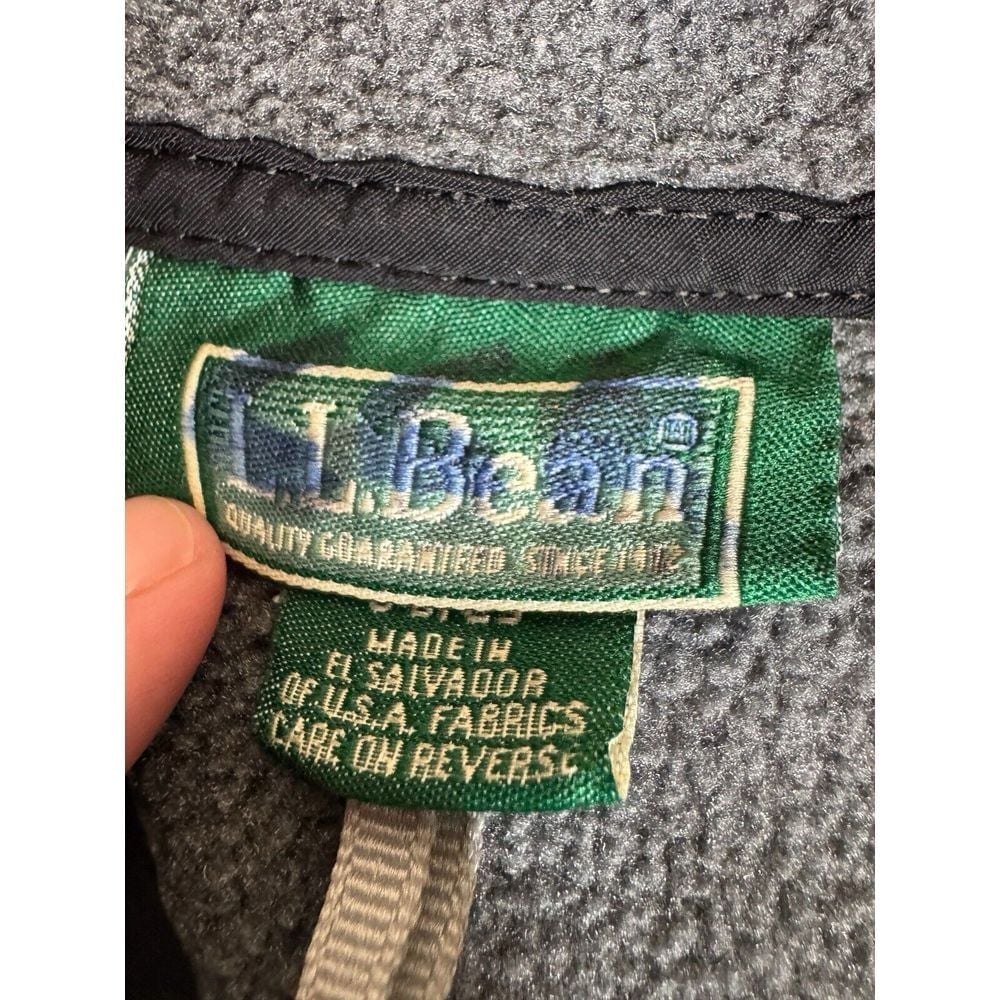 L.L.Bean
QUALITY GUARANTEED SINCE 1912
MADE IN
EL SALVADOR
OF U.S.A. FABRICS
CARE ON REVERSE